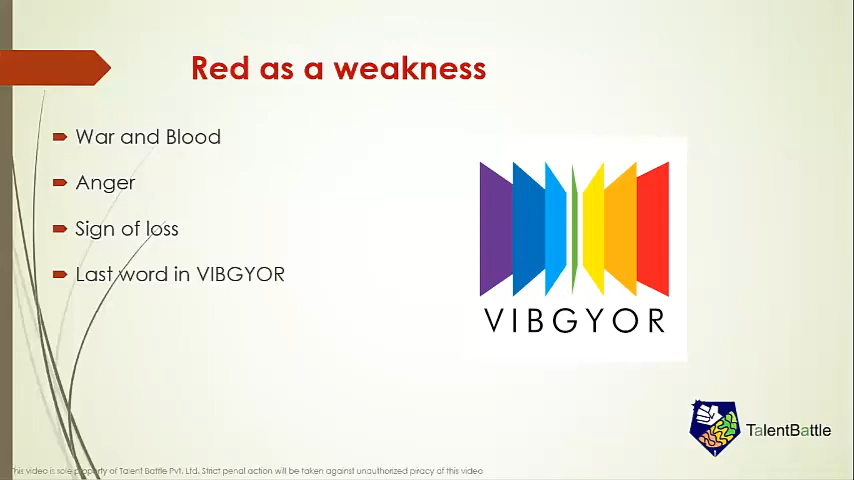 Red as a weakness
War and Blood
Anger
Sign of loss
Last word in VIBGYOR
VIBGYOR
TalentBattle
This video is sole property of Talent Battle Pvt. Ltd. Strict penal action will be taken against unauthorized piracy of this video